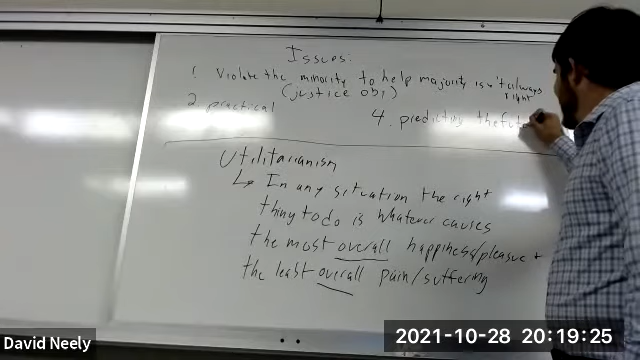 Issues:
1. Violate the minority to help majority isn't always right
(justice obj)
2. practical
4. predicting the futu
Utilitarianism
↳ In any situation the right
thing to do is whatever causes
the most overall happiness/pleasure +
the least overall pain/suffering
David Neely
2021-10-28 20:19:25